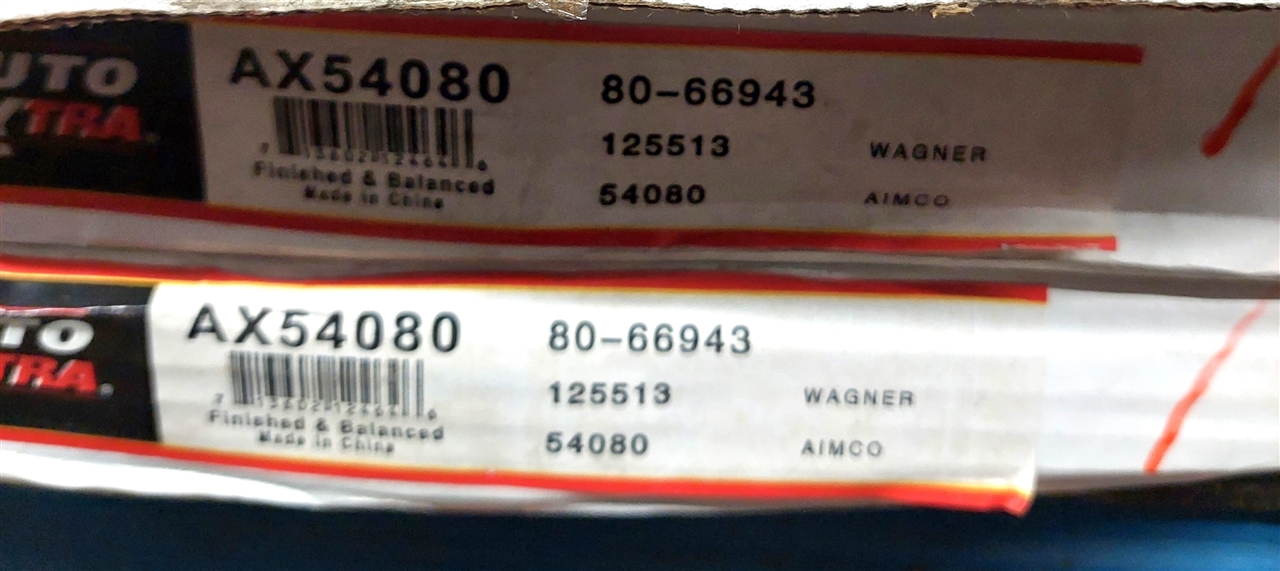 UTO
XTRA
AX54080
Finished & Balanced
Made in China
80-66943
125513 WAGNER
54080 AIMCO
TO
TRA
AX54080
Finished & Balanced
Made in China
80-66943
125513 WAGNER
54080 AIMCO